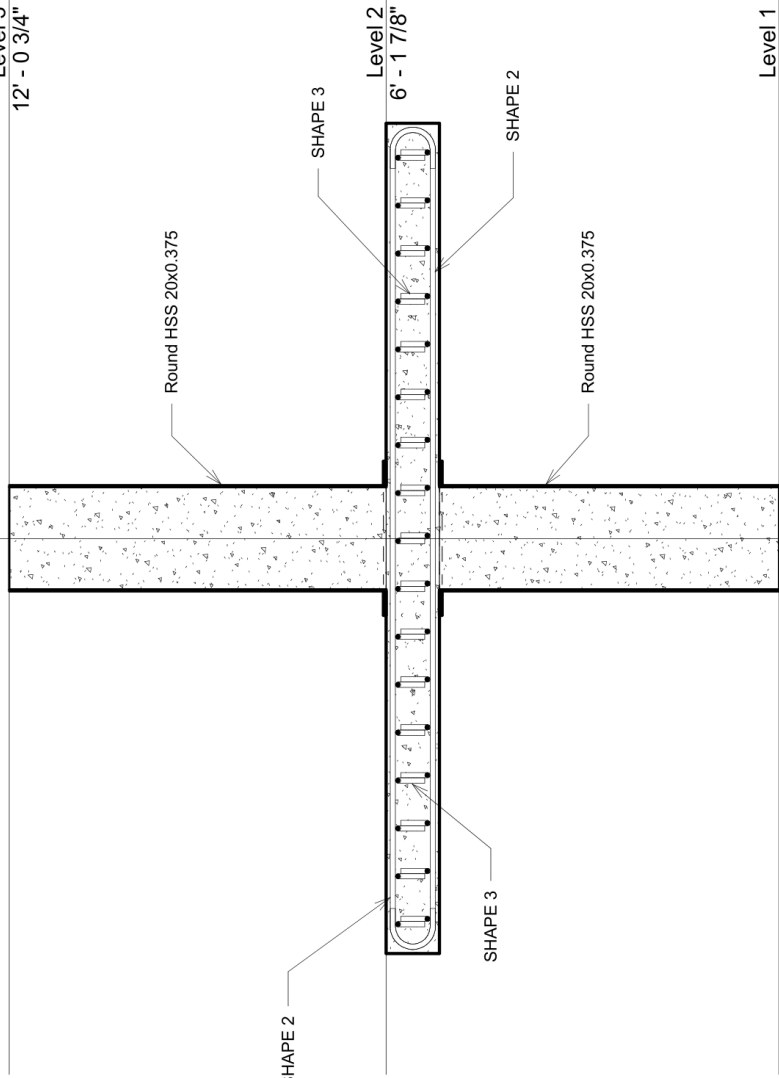 12' - 0 3/4"
Level 2
6' - 1 7/8"
Level 1
SHAPE 3
SHAPE 2
Round HSS 20x0.375
Round HSS 20x0.375
SHAPE 3
SHAPE 2